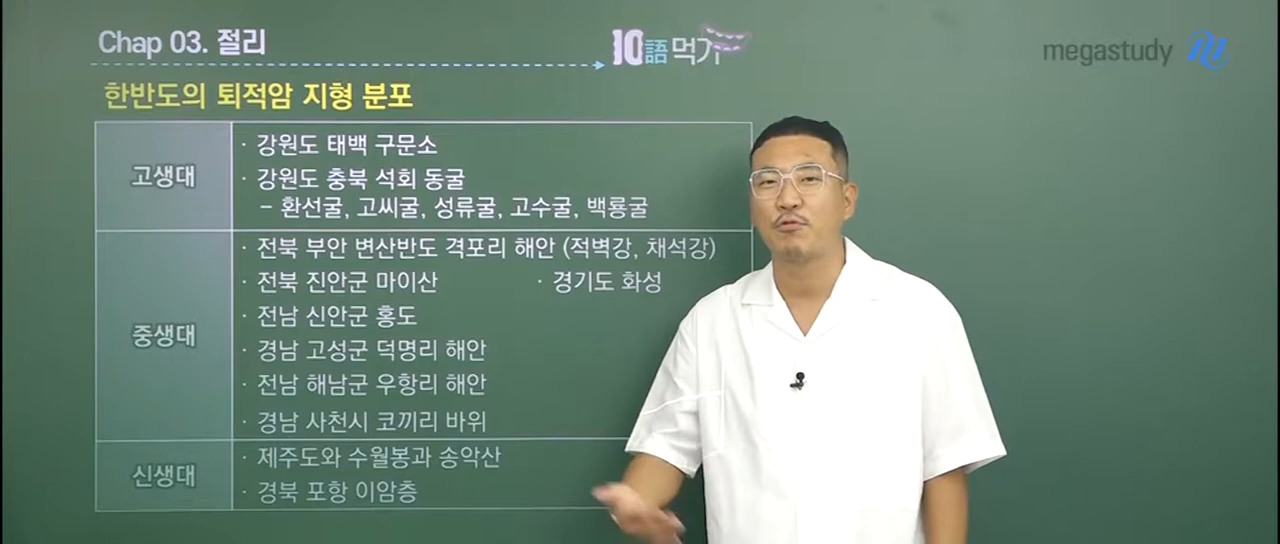 Chap 03. 절리
10語먹기
megastudy
한반도의 퇴적암 지형 분포
고생대
· 강원도 태백 구문소
· 강원도 충북 석회 동굴
– 환선굴, 고씨굴, 성류굴, 고수굴, 백룡굴
중생대
· 전북 부안 변산반도 격포리 해안 (적벽강, 채석강)
· 전북 진안군 마이산 · 경기도 화성
· 전남 신안군 홍도
· 경남 고성군 덕명리 해안
· 전남 해남군 우항리 해안
· 경남 사천시 코끼리 바위
신생대
· 제주도와 수월봉과 송악산
· 경북 포항 이암층